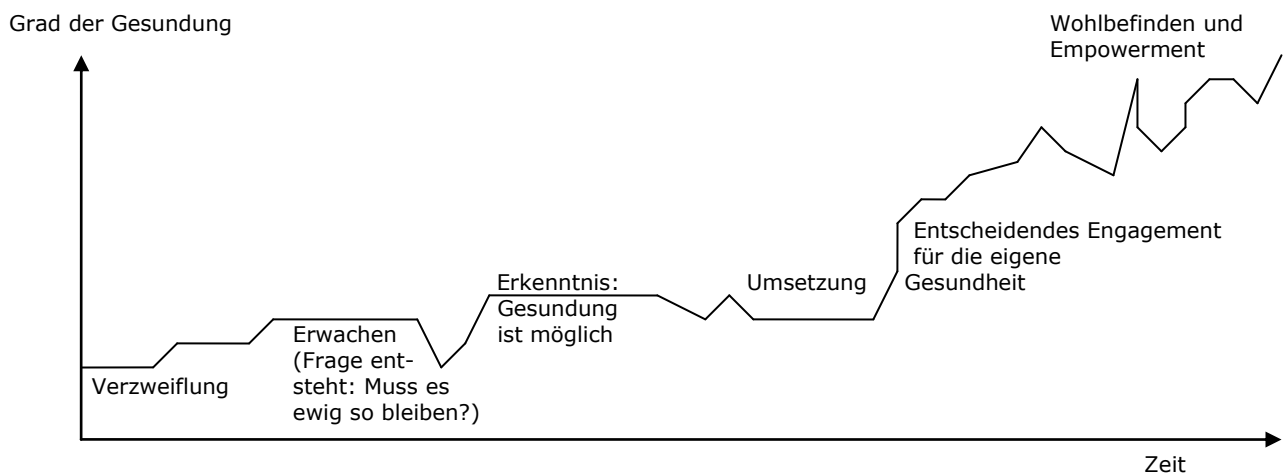 Grad der Gesundung
Wohlbefinden und
Empowerment
Entscheidendes Engagement
für die eigene
Gesundheit
Umsetzung
Erkenntnis:
Gesundung
ist möglich
Erwachen
(Frage ent-
steht: Muss es
ewig so bleiben?)
Verzweiflung
Zeit